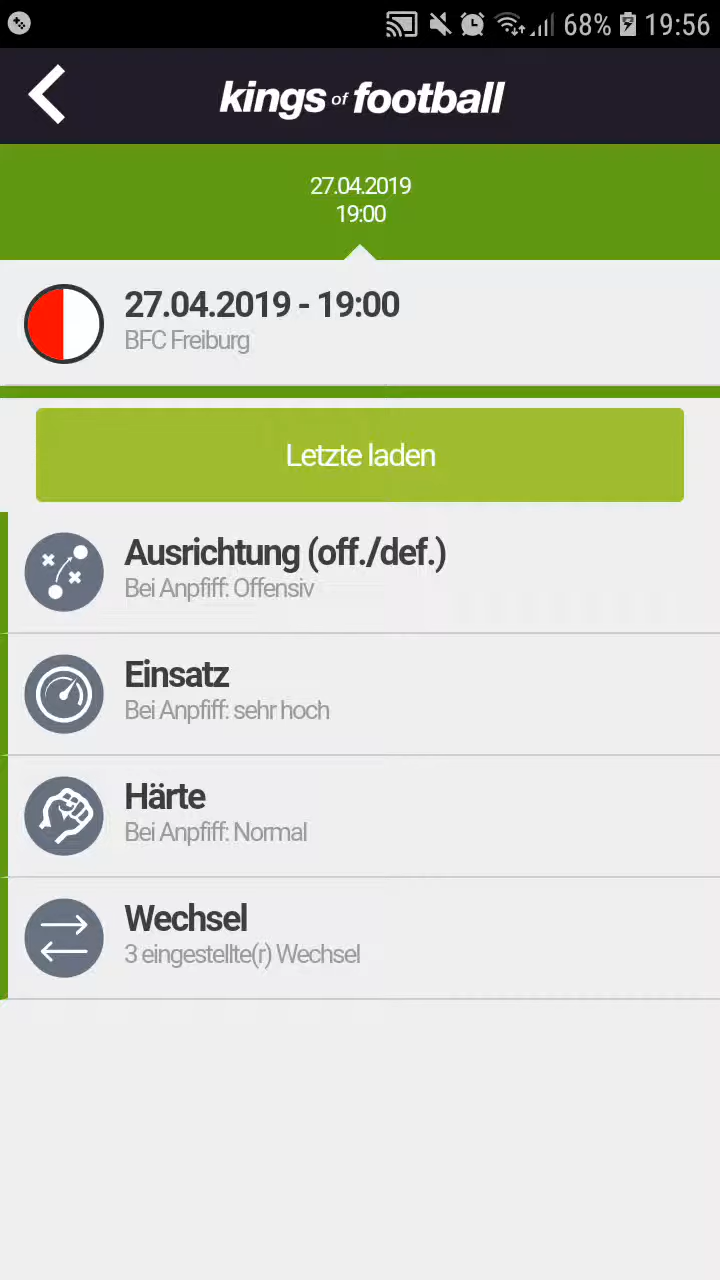 68% 19:56
kings of football
27.04.2019
19:00
27.04.2019 - 19:00
BFC Freiburg
Letzte laden
Ausrichtung (off./def.)
Bei Anpfiff: Offensiv
Einsatz
Bei Anpfiff: sehr hoch
Härte
Bei Anpfiff: Normal
Wechsel
3 eingestellte(r) Wechsel